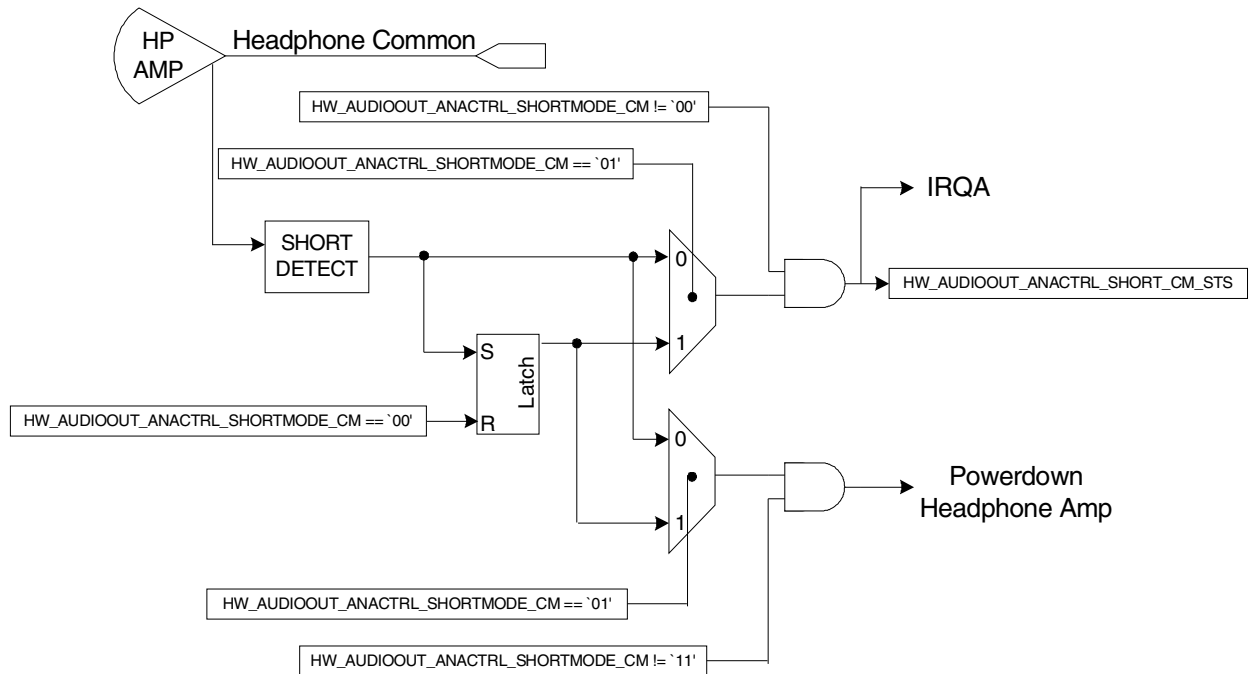 HP
AMP
Headphone Common
HW_AUDIOOUT_ANACTRL_SHORTMODE_CM != `00'
HW_AUDIOOUT_ANACTRL_SHORTMODE_CM == `01'
IRQA
SHORT
DETECT
0
HW_AUDIOOUT_ANACTRL_SHORT_CM_STS
1
S
Latch
R
HW_AUDIOOUT_ANACTRL_SHORTMODE_CM == `00'
0
1
Powerdown
Headphone Amp
HW_AUDIOOUT_ANACTRL_SHORTMODE_CM == `01'
HW_AUDIOOUT_ANACTRL_SHORTMODE_CM != `11'